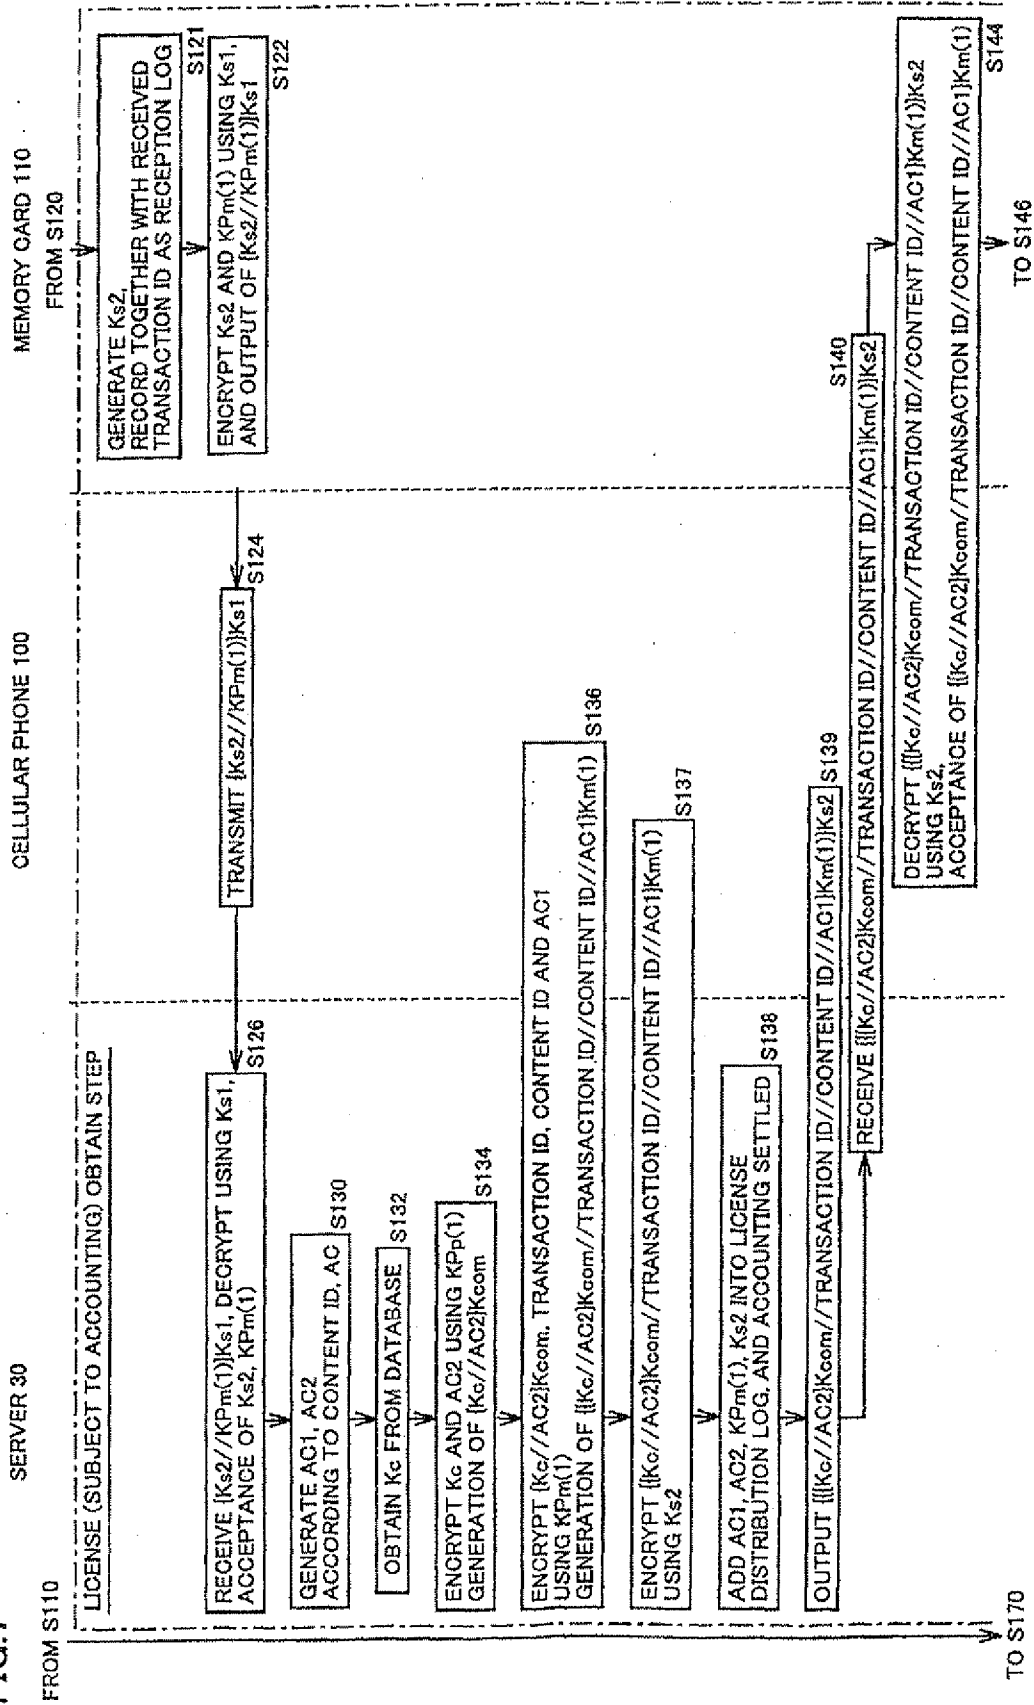 FIG.7
SERVER 30
CELLULAR PHONE 100
MEMORY CARD 110
FROM S110
FROM S120
LICENSE (SUBJECT TO ACCOUNTING) OBTAIN STEP
GENERATE Ks2,
RECORD TOGETHER WITH RECEIVED
TRANSACTION ID AS RECEPTION LOG
S121
ENCRYPT Ks2 AND KPm(1) USING Ks1,
AND OUTPUT OF {Ks2//KPm(1)}Ks1
S122
TRANSMIT {Ks2//KPm(1)}Ks1
S124
RECEIVE {Ks2//KPm(1)}Ks1, DECRYPT USING Ks1,
ACCEPTANCE OF Ks2, KPm(1)
S126
GENERATE AC1, AC2
ACCORDING TO CONTENT ID, AC
S130
OBTAIN Kc FROM DATABASE
S132
ENCRYPT Kc AND AC2 USING KPp(1)
GENERATION OF {Kc//AC2}Kcom
S134
ENCRYPT {Kc//AC2}Kcom, TRANSACTION ID, CONTENT ID AND AC1
USING KPm(1)
GENERATION OF {{Kc//AC2}Kcom//TRANSACTION ID//CONTENT ID//AC1}Km(1)
S136
ENCRYPT {{Kc//AC2}Kcom//TRANSACTION ID//CONTENT ID//AC1}Km(1)
USING Ks2
S137
ADD AC1, AC2, KPm(1), Ks2 INTO LICENSE
DISTRIBUTION LOG, AND ACCOUNTING SETTLED
S138
OUTPUT {{{Kc//AC2}Kcom//TRANSACTION ID//CONTENT ID//AC1}Km(1)}Ks2
S139
RECEIVE {{{Kc//AC2}Kcom//TRANSACTION ID//CONTENT ID//AC1}Km(1)}Ks2
S140
DECRYPT {{{Kc//AC2}Kcom//TRANSACTION ID//CONTENT ID//AC1}Km(1)}Ks2
USING Ks2,
ACCEPTANCE OF {{Kc//AC2}Kcom//TRANSACTION ID//CONTENT ID//AC1}Km(1)
S144
TO S170
TO S146